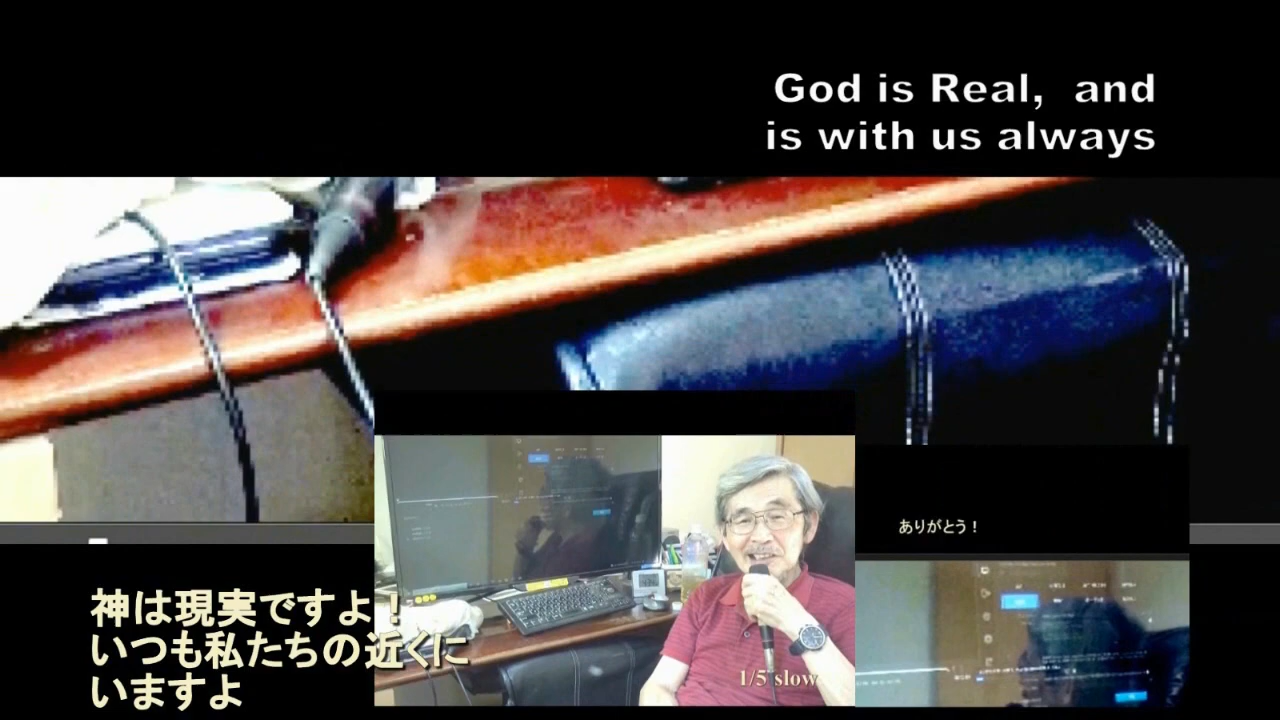 God is Real, and
is with us always
ありがとう！
神は現実ですよ！
いつも私たちの近くに
いますよ
1/5 slow